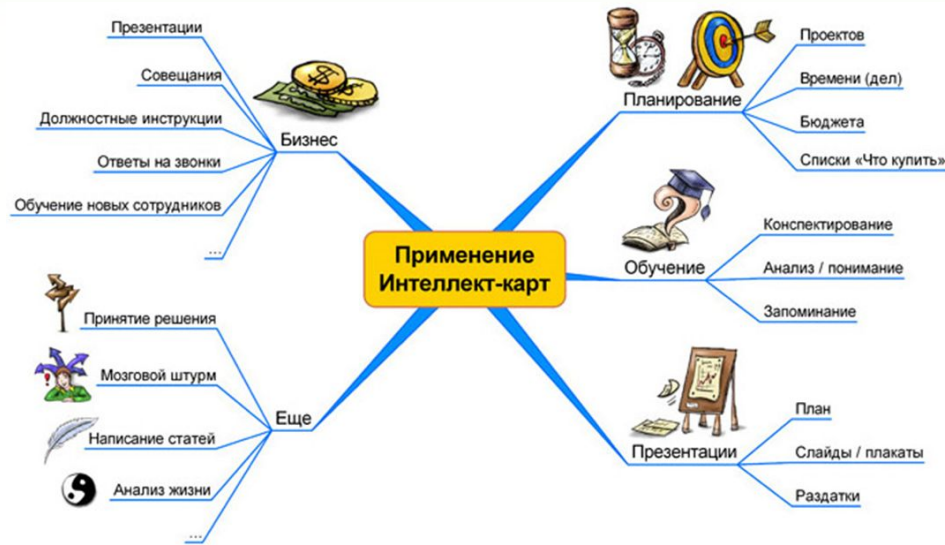 Применение
Интеллект-карт
Планирование
Проектов
Времени (дел)
Бюджета
Списки «Что купить»
Обучение
Конспектирование
Анализ / понимание
Запоминание
Презентации
План
Слайды / плакаты
Раздатки
Бизнес
Презентации
Совещания
Должностные инструкции
Ответы на звонки
Обучение новых сотрудников
...
Еще
Принятие решения
Мозговой штурм
Написание статей
Анализ жизни
...